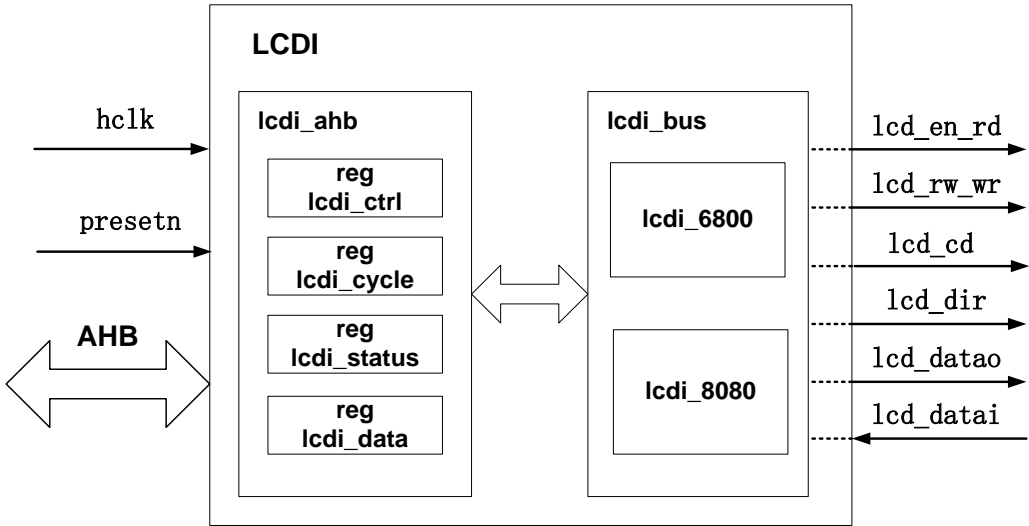 LCDI
hclk
presetn
AHB
lcdi_ahb
reg
lcdi_ctrl
reg
lcdi_cycle
reg
lcdi_status
reg
lcdi_data
lcdi_bus
lcdi_6800
lcdi_8080
lcd_en_rd
lcd_rw_wr
lcd_cd
lcd_dir
lcd_datao
lcd_datai